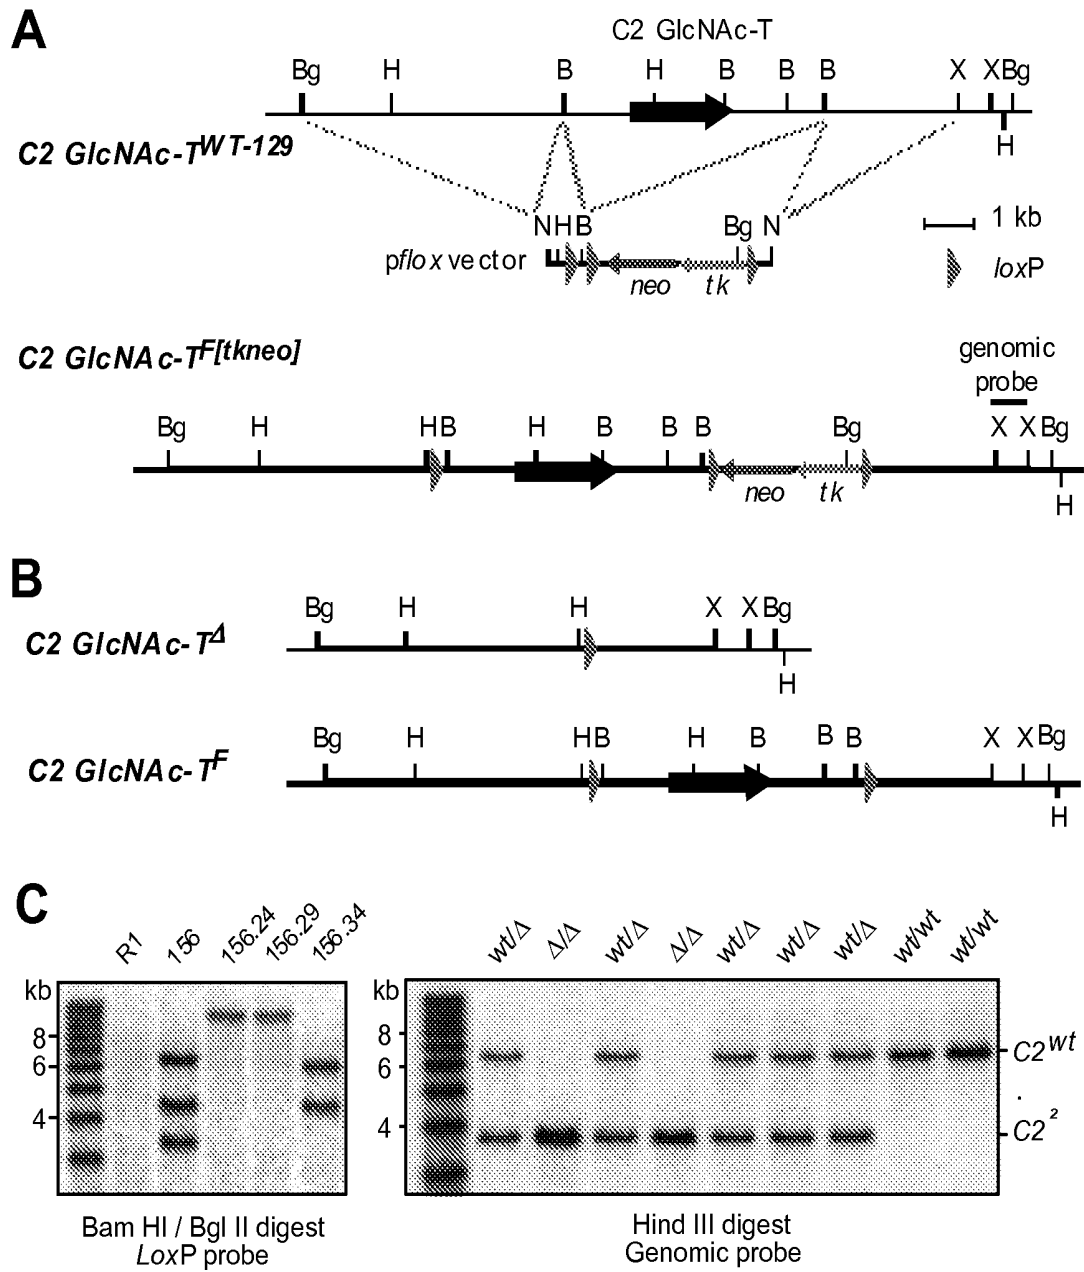 A
C2 GlcNAc-T
Bg H B H B B B X X Bg
H
C2 GlcNAc-T WT-129
N H B Bg N
1 kb
pflox vector
neo tk
loxP
C2 GlcNAc-T F[tkneo]
genomic
probe
Bg H H B H B B B Bg X X Bg
neo tk
H
B
Bg H H X X Bg
C2 GlcNAc-T Δ
H
Bg H H B H B B B X X Bg
C2 GlcNAc-T F
H
C
R1 156 156.24 156.29 156.34
wt/Δ Δ/Δ wt/Δ Δ/Δ wt/Δ wt/Δ wt/Δ wt/wt wt/wt
kb
8
6
4
kb
8
6
4
C2 wt
C2 ²
Bam HI / Bgl II digest
LoxP probe
Hind III digest
Genomic probe